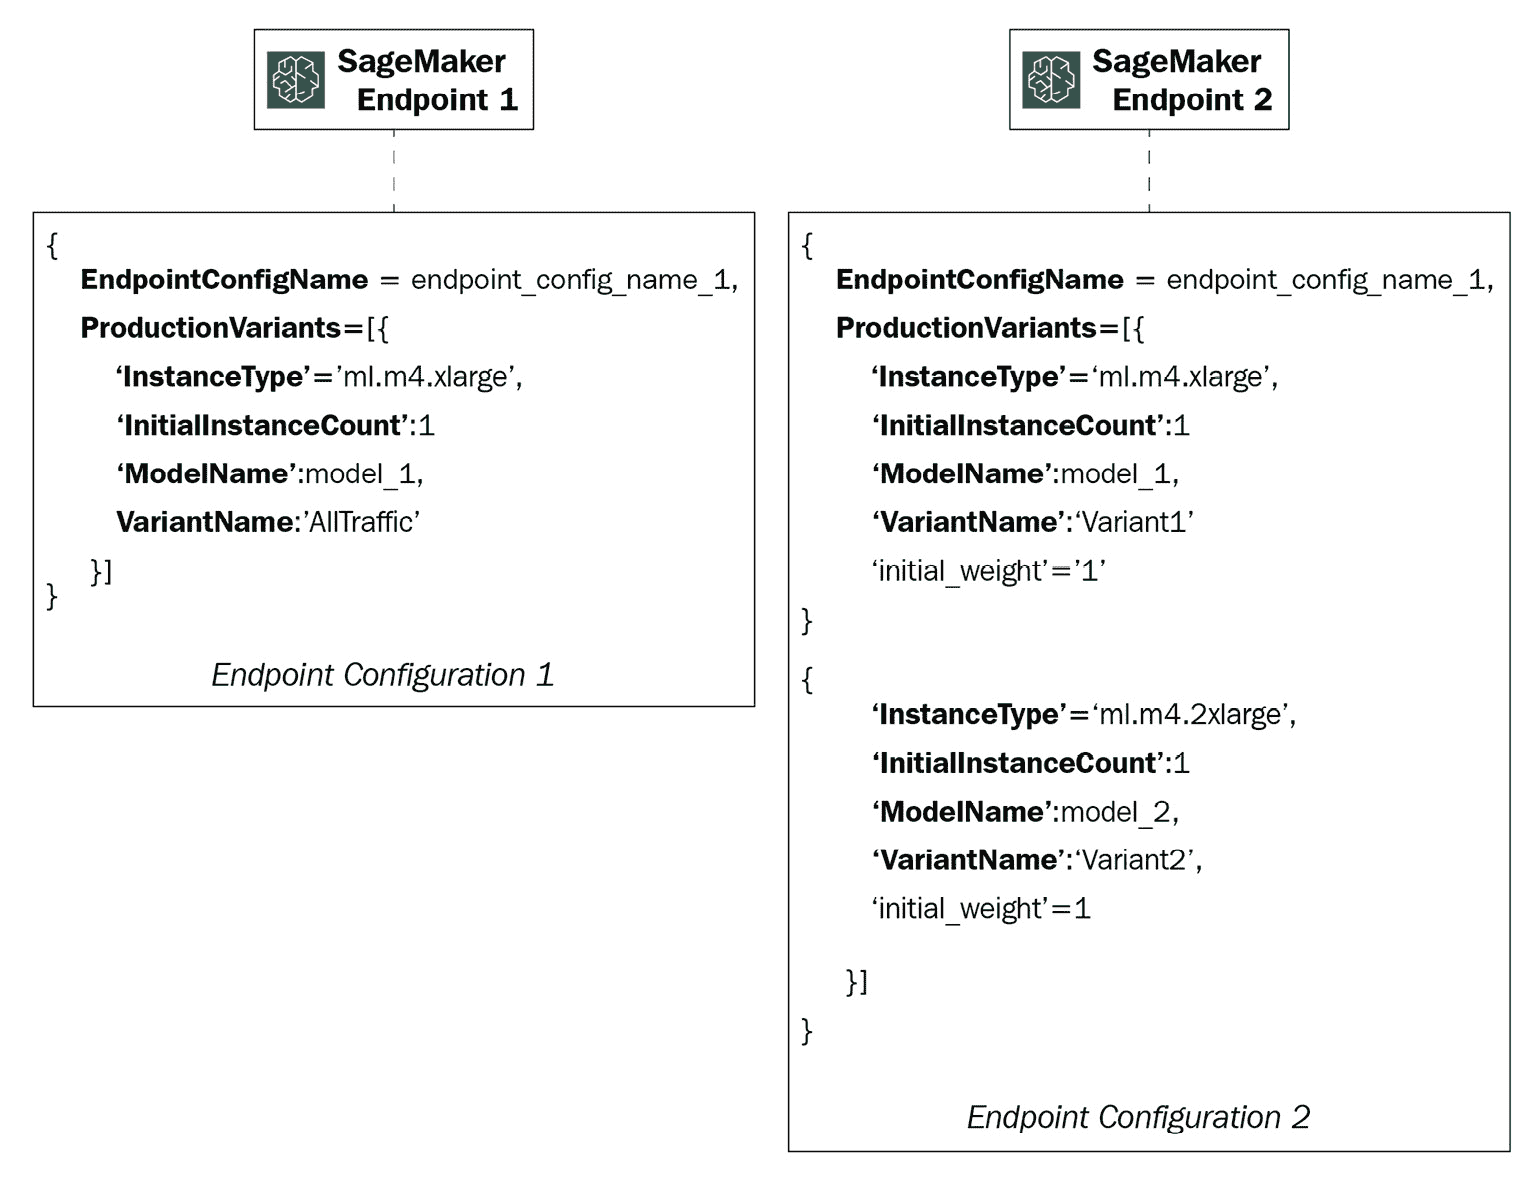 SageMaker
Endpoint 1
{
EndpointConfigName = endpoint_config_name_1,
ProductionVariants=[{
‘InstanceType’=’ml.m4.xlarge’,
‘InitialInstanceCount’:1
‘ModelName’:model_1,
VariantName:’AllTraffic’
}]
}
Endpoint Configuration 1
SageMaker
Endpoint 2
{
EndpointConfigName = endpoint_config_name_1,
ProductionVariants=[{
‘InstanceType’=‘ml.m4.xlarge’,
‘InitialInstanceCount’:1
‘ModelName’:model_1,
‘VariantName’:‘Variant1’
‘initial_weight’=’1’
}
{
‘InstanceType’=‘ml.m4.2xlarge’,
‘InitialInstanceCount’:1
‘ModelName’:model_2,
‘VariantName’:‘Variant2’,
‘initial_weight’=1
}]
}
Endpoint Configuration 2